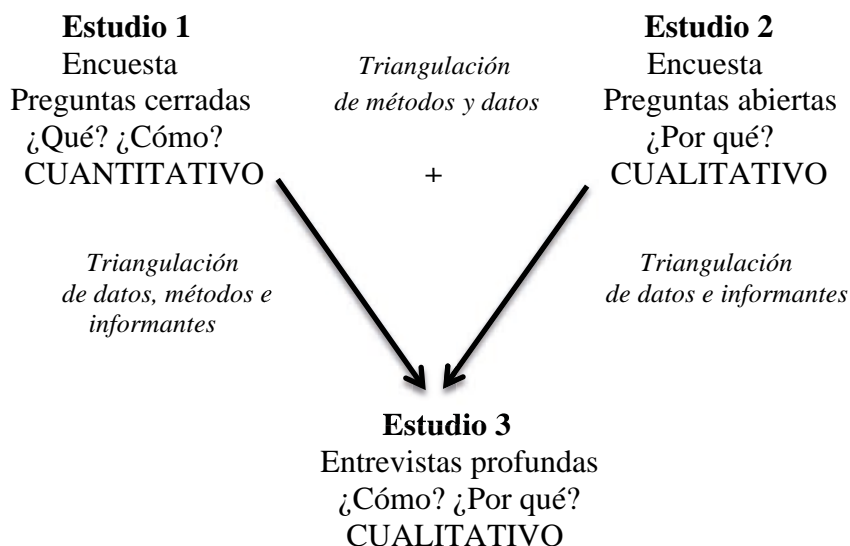 Estudio 1
Encuesta
Preguntas cerradas
¿Qué? ¿Cómo?
CUANTITATIVO
Triangulación
de métodos y datos
+
Estudio 2
Encuesta
Preguntas abiertas
¿Por qué?
CUALITATIVO
Triangulación
de datos, métodos e
informantes
Triangulación
de datos e informantes
Estudio 3
Entrevistas profundas
¿Cómo? ¿Por qué?
CUALITATIVO